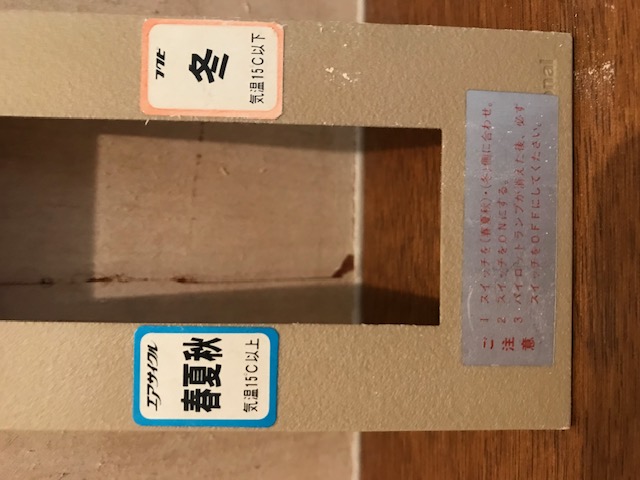 エアサイクル
春夏秋
気温15℃以上
フクビ
冬
気温15℃以下
ご注意
1 スイッチを(春夏秋)・(冬)側に合わせ。
2 スイッチをONにする。
3 パイロットランプが消えた後、必ず
スイッチをOFFにしてください。